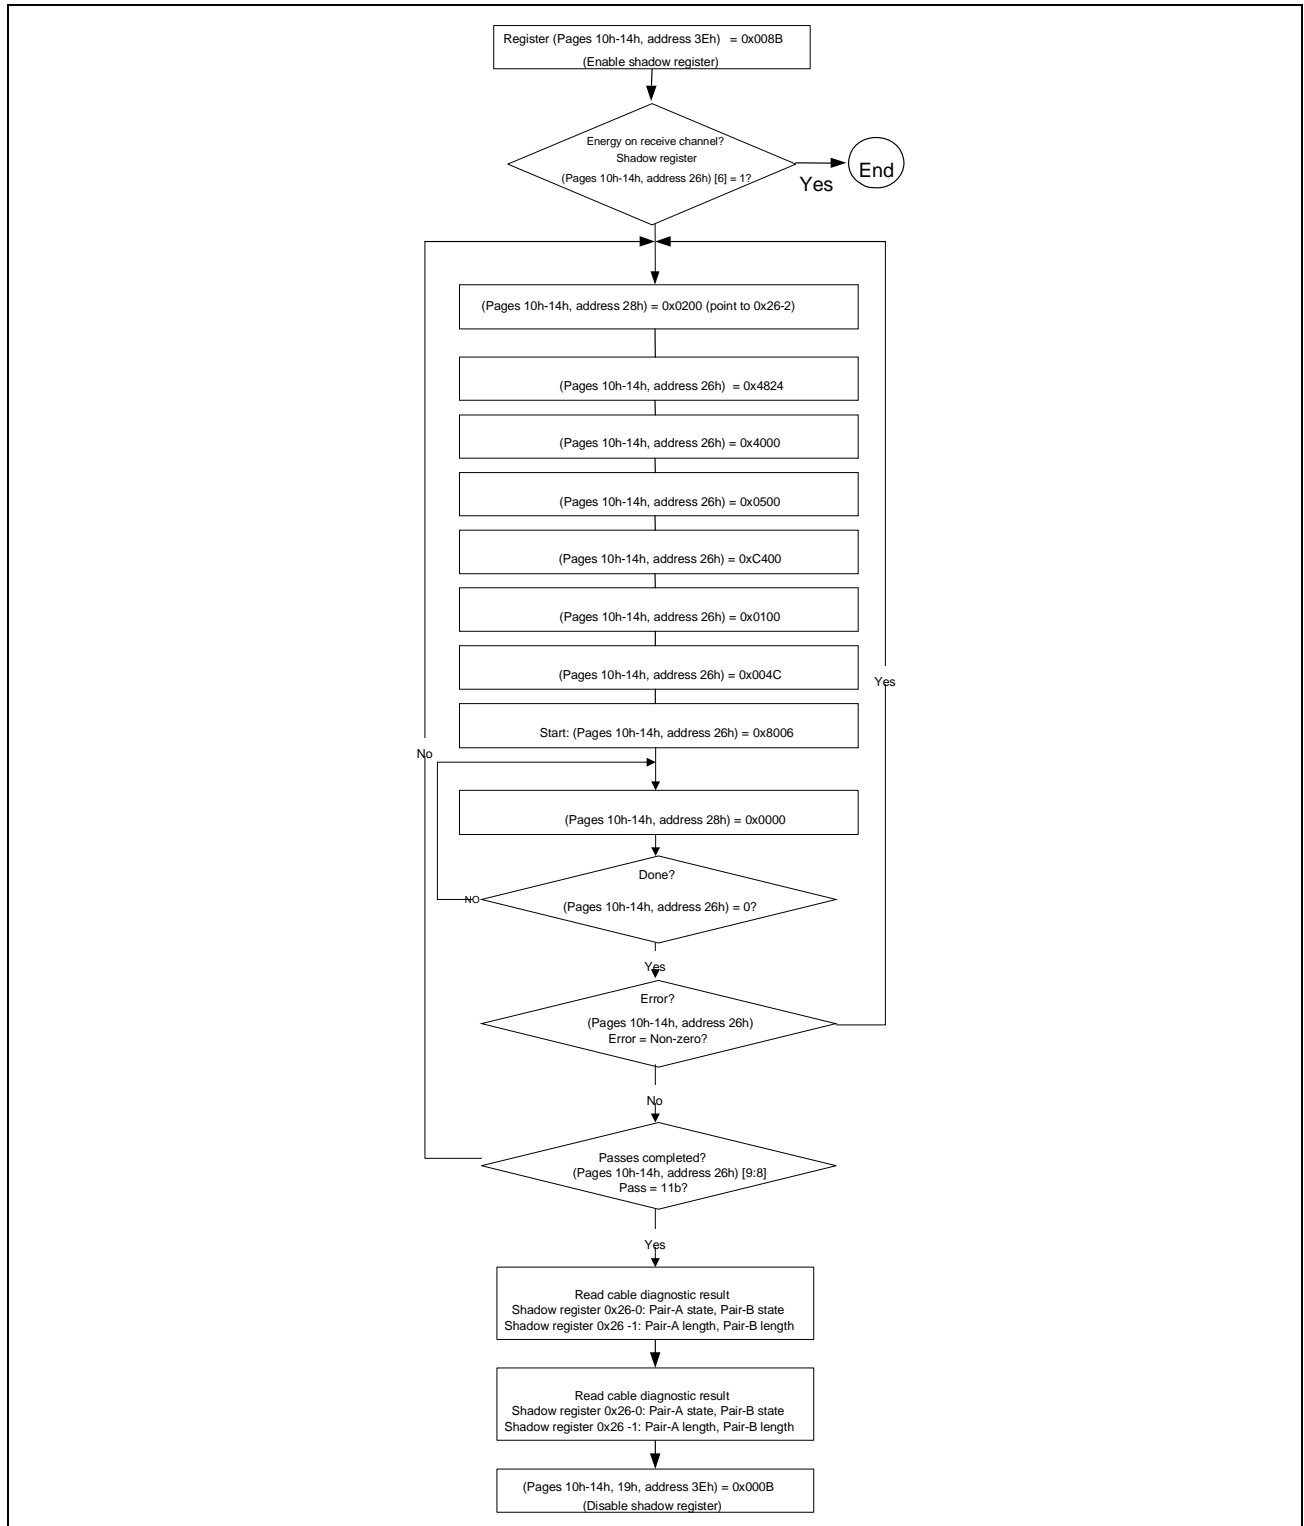 Register (Pages 10h-14h, address 3Eh) = 0x008B
(Enable shadow register)
Energy on receive channel?
Shadow register
(Pages 10h-14h, address 26h) [6] = 1?
Yes
End
(Pages 10h-14h, address 28h) = 0x0200 (point to 0x26-2)
(Pages 10h-14h, address 26h) = 0x4824
(Pages 10h-14h, address 26h) = 0x4000
(Pages 10h-14h, address 26h) = 0x0500
(Pages 10h-14h, address 26h) = 0xC400
(Pages 10h-14h, address 26h) = 0x0100
(Pages 10h-14h, address 26h) = 0x004C
Yes
Start: (Pages 10h-14h, address 26h) = 0x8006
No
(Pages 10h-14h, address 28h) = 0x0000
Done?
NO
(Pages 10h-14h, address 26h) = 0?
Yes
Error?
(Pages 10h-14h, address 26h)
Error = Non-zero?
No
Passes completed?
(Pages 10h-14h, address 26h) [9:8]
Pass = 11b?
Yes
Read cable diagnostic result
Shadow register 0x26-0: Pair-A state, Pair-B state
Shadow register 0x26 -1: Pair-A length, Pair-B length
Read cable diagnostic result
Shadow register 0x26-0: Pair-A state, Pair-B state
Shadow register 0x26 -1: Pair-A length, Pair-B length
(Pages 10h-14h, 19h, address 3Eh) = 0x000B
(Disable shadow register)